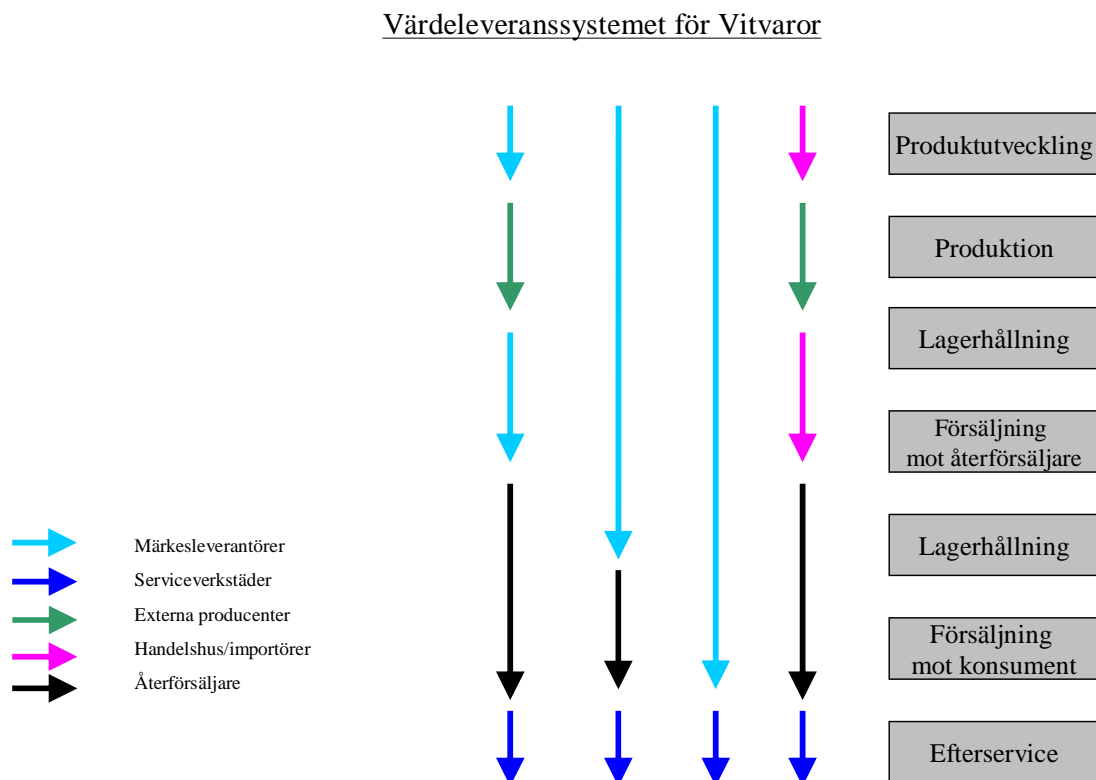 Värdeleveranssystemet för Vitvaror
Produktutveckling
Produktion
Lagerhållning
Försäljning
mot återförsäljare
Lagerhållning
Försäljning
mot konsument
Efterservice
Märkesleverantörer
Serviceverkstäder
Externa producenter
Handelshus/importörer
Återförsäljare